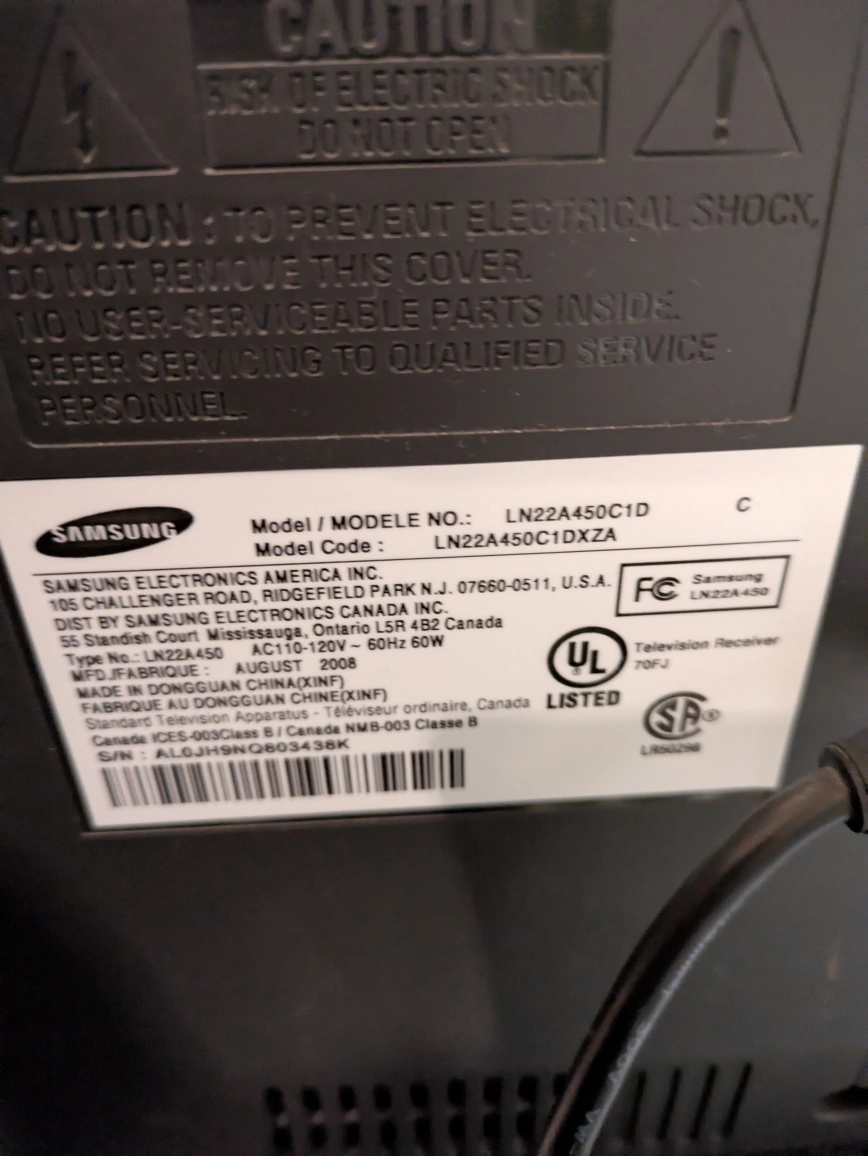 CAUTION
RISK OF ELECTRIC SHOCK
DO NOT OPEN
CAUTION : TO PREVENT ELECTRICAL SHOCK,
DO NOT REMOVE THIS COVER.
NO USER-SERVICEABLE PARTS INSIDE.
REFER SERVICING TO QUALIFIED SERVICE
PERSONNEL.
SAMSUNG
Model / MODELE NO.: LN22A450C1D C
Model Code : LN22A450C1DXZA
SAMSUNG ELECTRONICS AMERICA INC.
105 CHALLENGER ROAD, RIDGEFIELD PARK N.J. 07660-0511, U.S.A.
DIST BY SAMSUNG ELECTRONICS CANADA INC.
55 Standish Court Mississauga, Ontario L5R 4B2 Canada
Type No.: LN22A450 AC110-120V ~ 60Hz 60W
MFD./FABRIQUE : AUGUST 2008
MADE IN DONGGUAN CHINA(XINF)
FABRIQUE AU DONGGUAN CHINE(XINF)
Standard Television Apparatus - Téléviseur ordinaire, Canada
Canada ICES-003Class B / Canada NMB-003 Classe B
S/N : AL0JH9NQ803438K
FC Samsung
LN22A450
UL
LISTED
Television Receiver
70FJ
SA ®
LR50298